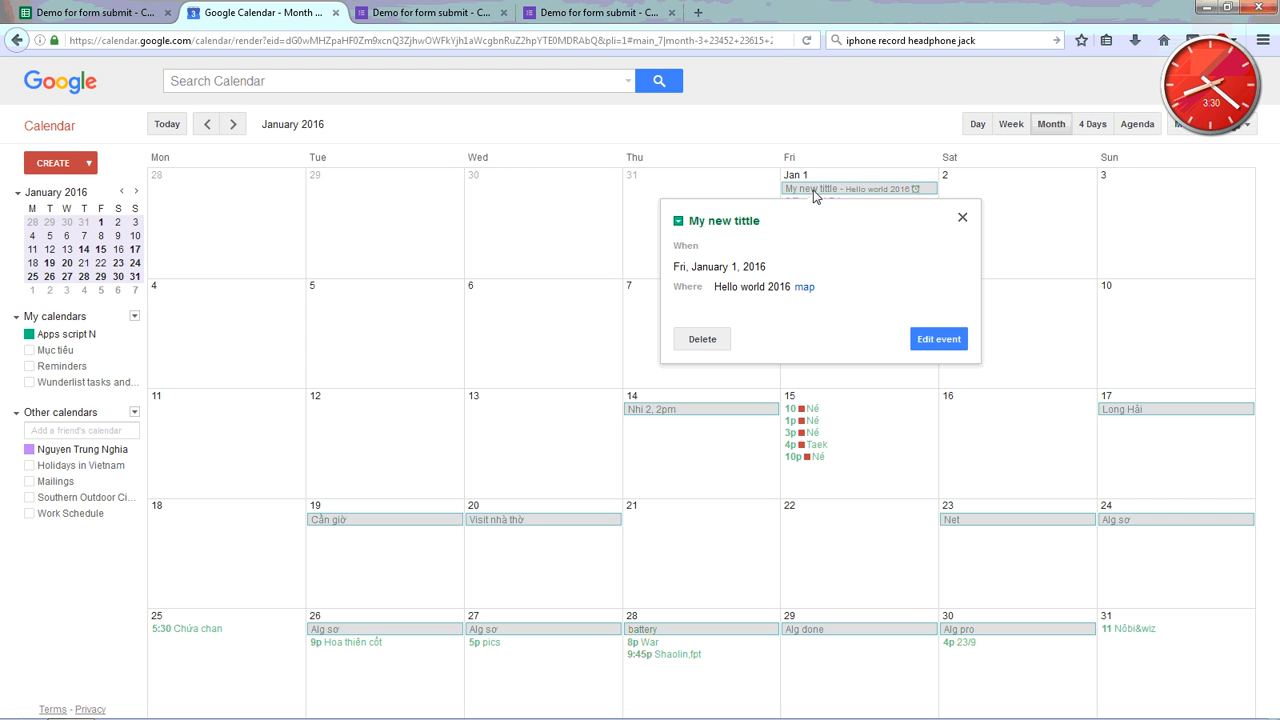 Demo for form submit - C...
Google Calendar - Month ...
Demo for form submit - C...
Demo for form submit - C...
https://calendar.google.com/calendar/render?eid=dG0wMHZpaHF0Zm9xcnQ3ZjhwOWFkYjh1aWcgbnRuZ2hpYTE0MDRAbQ&pli=1#main_7|month-3+23452+23615+2
iphone record headphone jack
Google
Search Calendar
3:30
Calendar
Today
January 2016
Day
Week
Month
4 Days
Agenda
CREATE
January 2016
M T W T F S S
28 29 30 31 1 2 3
4 5 6 7 8 9 10
11 12 13 14 15 16 17
18 19 20 21 22 23 24
25 26 27 28 29 30 31
1 2 3 4 5 6 7
My calendars
Apps script N
Mục tiêu
Reminders
Wunderlist tasks and...
Other calendars
Add a friend's calendar
Nguyen Trung Nghia
Holidays in Vietnam
Mailings
Southern Outdoor Ci...
Work Schedule
Terms - Privacy
Mon Tue Wed Thu Fri Sat Sun
28 29 30 31 Jan 1 2 3
My new tittle - Hello world 2016
My new tittle
When
Fri, January 1, 2016
Where Hello world 2016 map
Delete
Edit event
4 5 6 7 10
11 12 13 14 15 16 17
Nhi 2, 2pm
10 Né
1p Né
3p Né
4p Taek
10p Né
Long Hải
18 19 20 21 22 23 24
Cần giờ
Visit nhà thờ
Net
Alg sơ
25 26 27 28 29 30 31
5:30 Chứa chan
Alg sơ
9p Hoa thiên cốt
Alg sơ
5p pics
battery
8p War
9:45p Shaolin,fpt
Alg done
Alg pro
4p 23/9
11 Nôbi&wiz